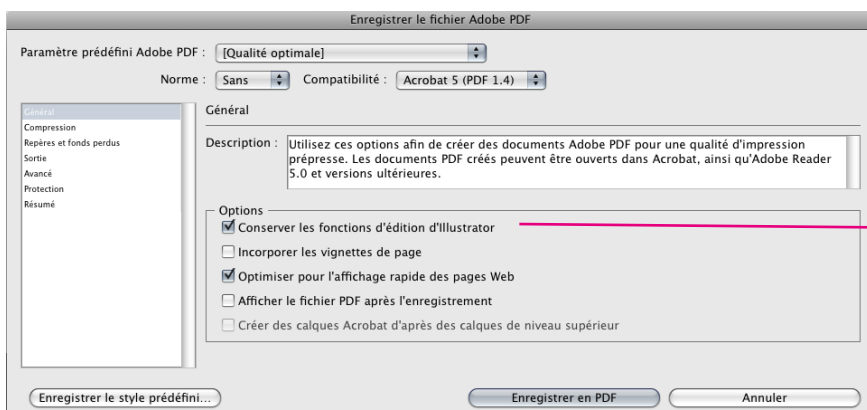 Enregistrer le fichier Adobe PDF
Paramètre prédéfini Adobe PDF : [Qualité optimale]
Norme : Sans Compatibilité : Acrobat 5 (PDF 1.4)
Général
Compression
Repères et fonds perdus
Sortie
Avancé
Protection
Résumé
Général
Description : Utilisez ces options afin de créer des documents Adobe PDF pour une qualité d'impression
prépresse. Les documents PDF créés peuvent être ouverts dans Acrobat, ainsi qu'Adobe Reader
5.0 et versions ultérieures.
Options
Conserver les fonctions d'édition d'Illustrator
Incorporer les vignettes de page
Optimiser pour l'affichage rapide des pages Web
Afficher le fichier PDF après l'enregistrement
Créer des calques Acrobat d'après des calques de niveau supérieur
Enregistrer le style prédéfini... Enregistrer en PDF Annuler